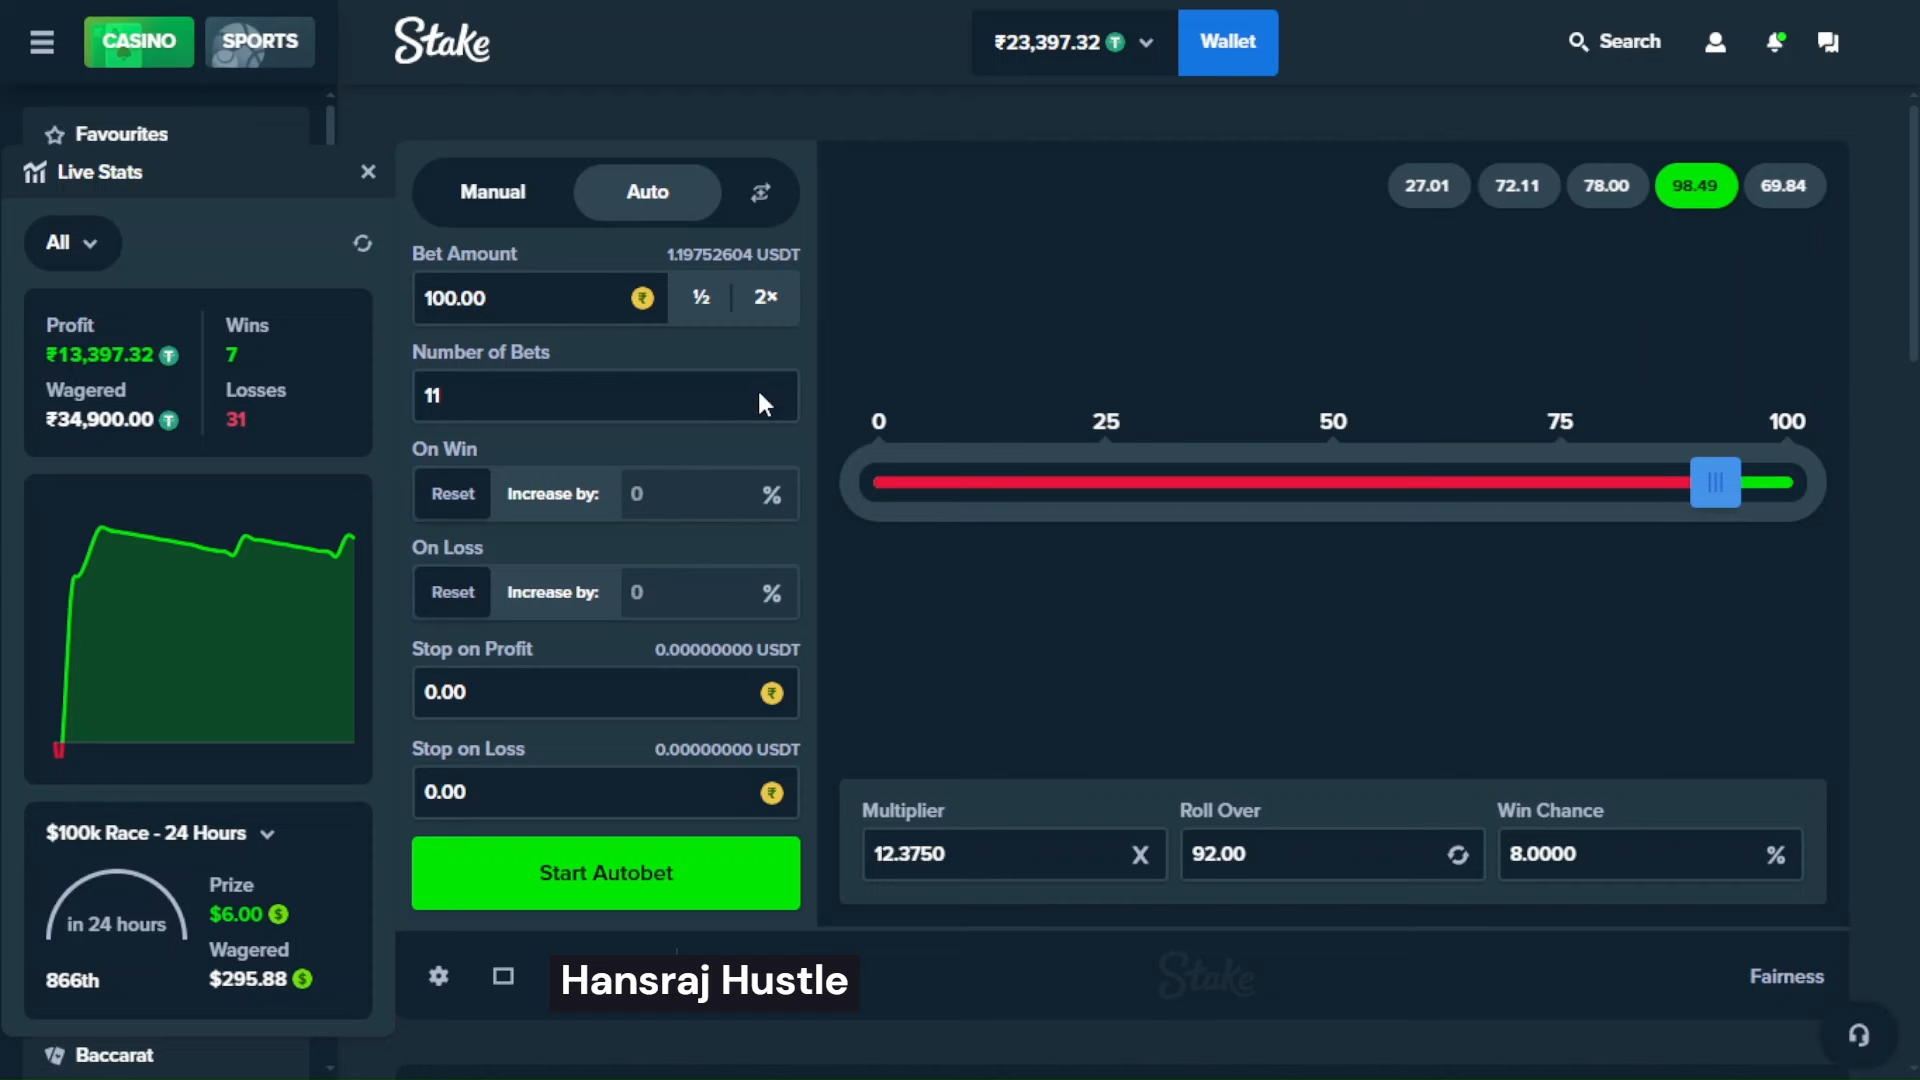 CASINO
SPORTS
Stake
₹23,397.32
Wallet
Search
Favourites
Live Stats
All
Profit
₹13,397.32
Wins
7
Wagered
₹34,900.00
Losses
31
$100k Race - 24 Hours
in 24 hours
866th
Prize
$6.00
Wagered
$295.88
Baccarat
Manual
Auto
Bet Amount
1.19752604 USDT
100.00
½
2×
Number of Bets
11
On Win
Reset
Increase by:
0
%
On Loss
Reset
Increase by:
0
%
Stop on Profit
0.00000000 USDT
0.00
Stop on Loss
0.00000000 USDT
0.00
Start Autobet
27.01
72.11
78.00
98.49
69.84
0
25
50
75
100
Multiplier
12.3750
Roll Over
92.00
Win Chance
8.0000
%
Hansraj Hustle
Stake
Fairness